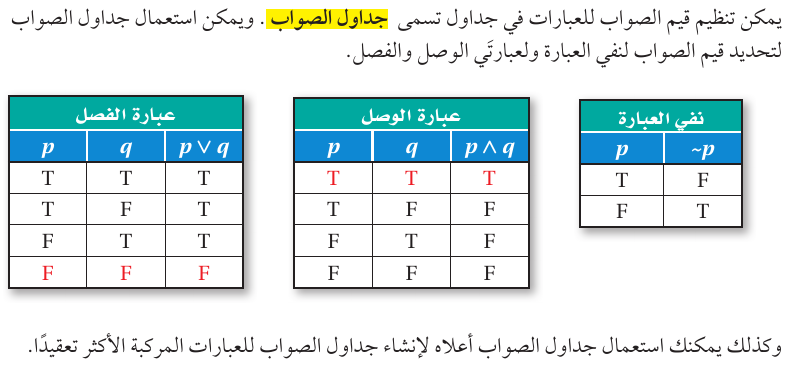 يمكن تنظيم قيم الصواب للعبارات في جداول تسمى جداول الصواب. ويمكن استعمال جداول الصواب
لتحديد قيم الصواب لنفي العبارة ولعبارتَي الوصل والفصل.
نفي العبارة
p ~p
T F
F T
عبارة الوصل
p q p ∧ q
T T T
T F F
F T F
F F F
عبارة الفصل
p q p ∨ q
T T T
T F T
F T T
F F F
وكذلك يمكنك استعمال جداول الصواب أعلاه لإنشاء جداول الصواب للعبارات المركبة الأكثر تعقيدًا.